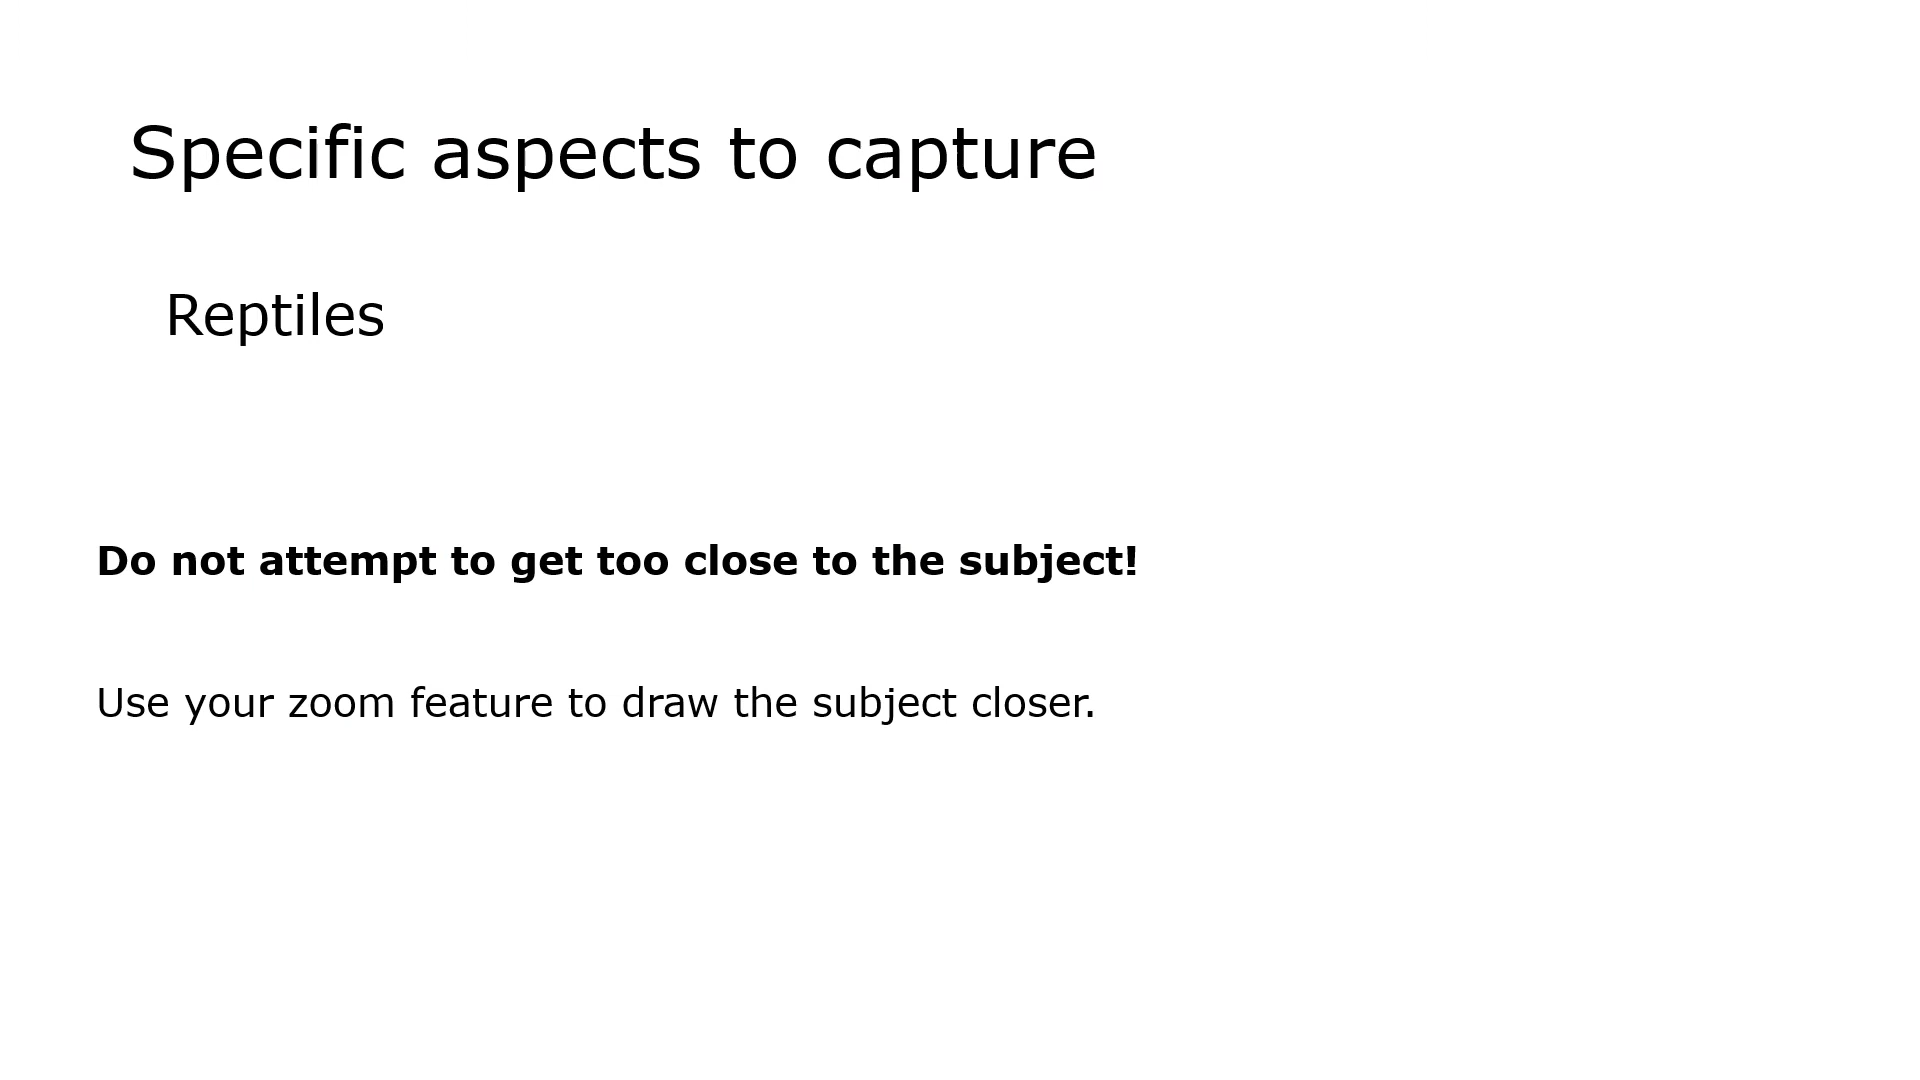 Specific aspects to capture
Reptiles
Do not attempt to get too close to the subject!
Use your zoom feature to draw the subject closer.